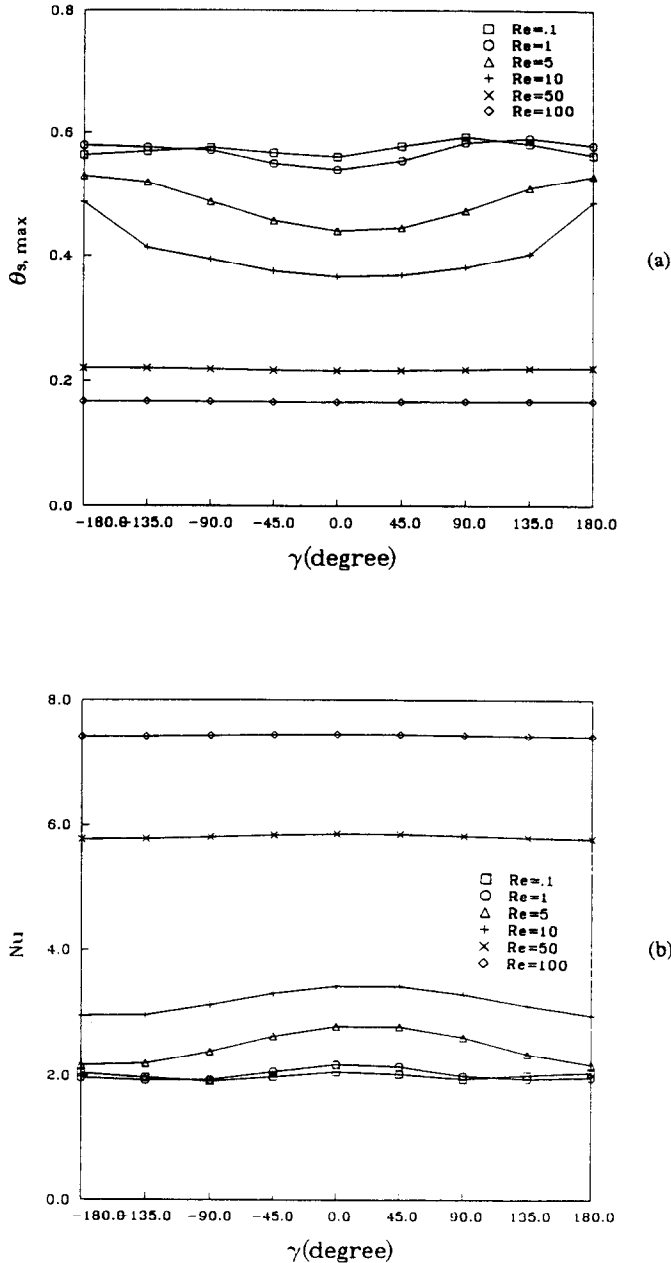 0.8
Re=.1
Re=1
Re=5
Re=10
Re=50
Re=100
0.6
0.4
0.2
0.0
θs, max
(a)
-180.0 -135.0 -90.0 -45.0 0.0 45.0 90.0 135.0 180.0
γ(degree)
8.0
6.0
4.0
2.0
0.0
Nu
Re=.1
Re=1
Re=5
Re=10
Re=50
Re=100
(b)
-180.0 -135.0 -90.0 -45.0 0.0 45.0 90.0 135.0 180.0
γ(degree)